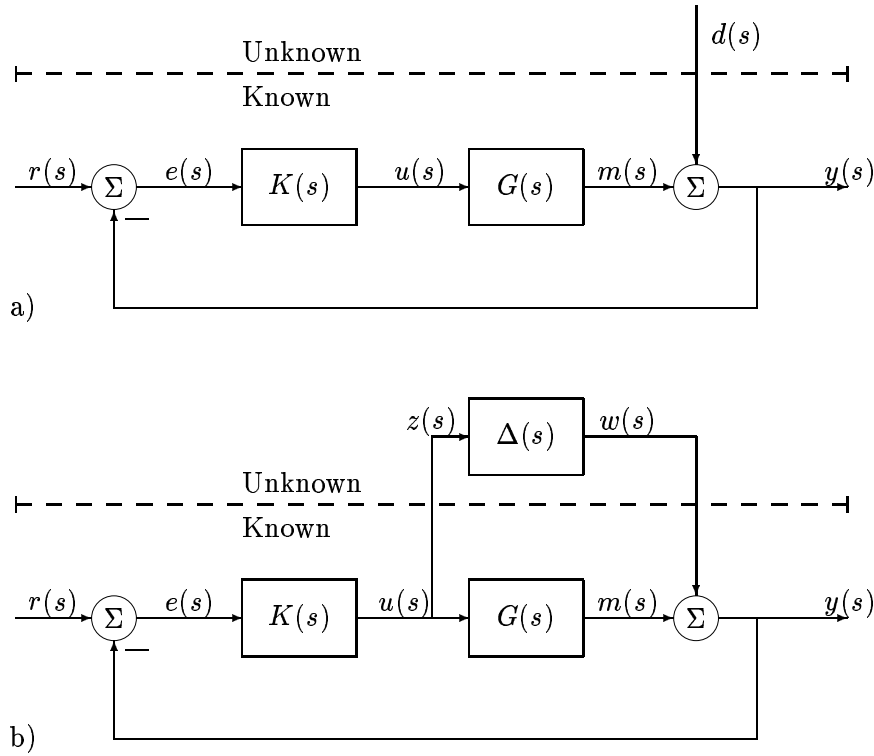 d(s)
Unknown
Known
r(s) Σ e(s) K(s) u(s) G(s) m(s) Σ y(s)
—
a)
z(s) Δ(s) w(s)
Unknown
Known
r(s) Σ e(s) K(s) u(s) G(s) m(s) Σ y(s)
—
b)